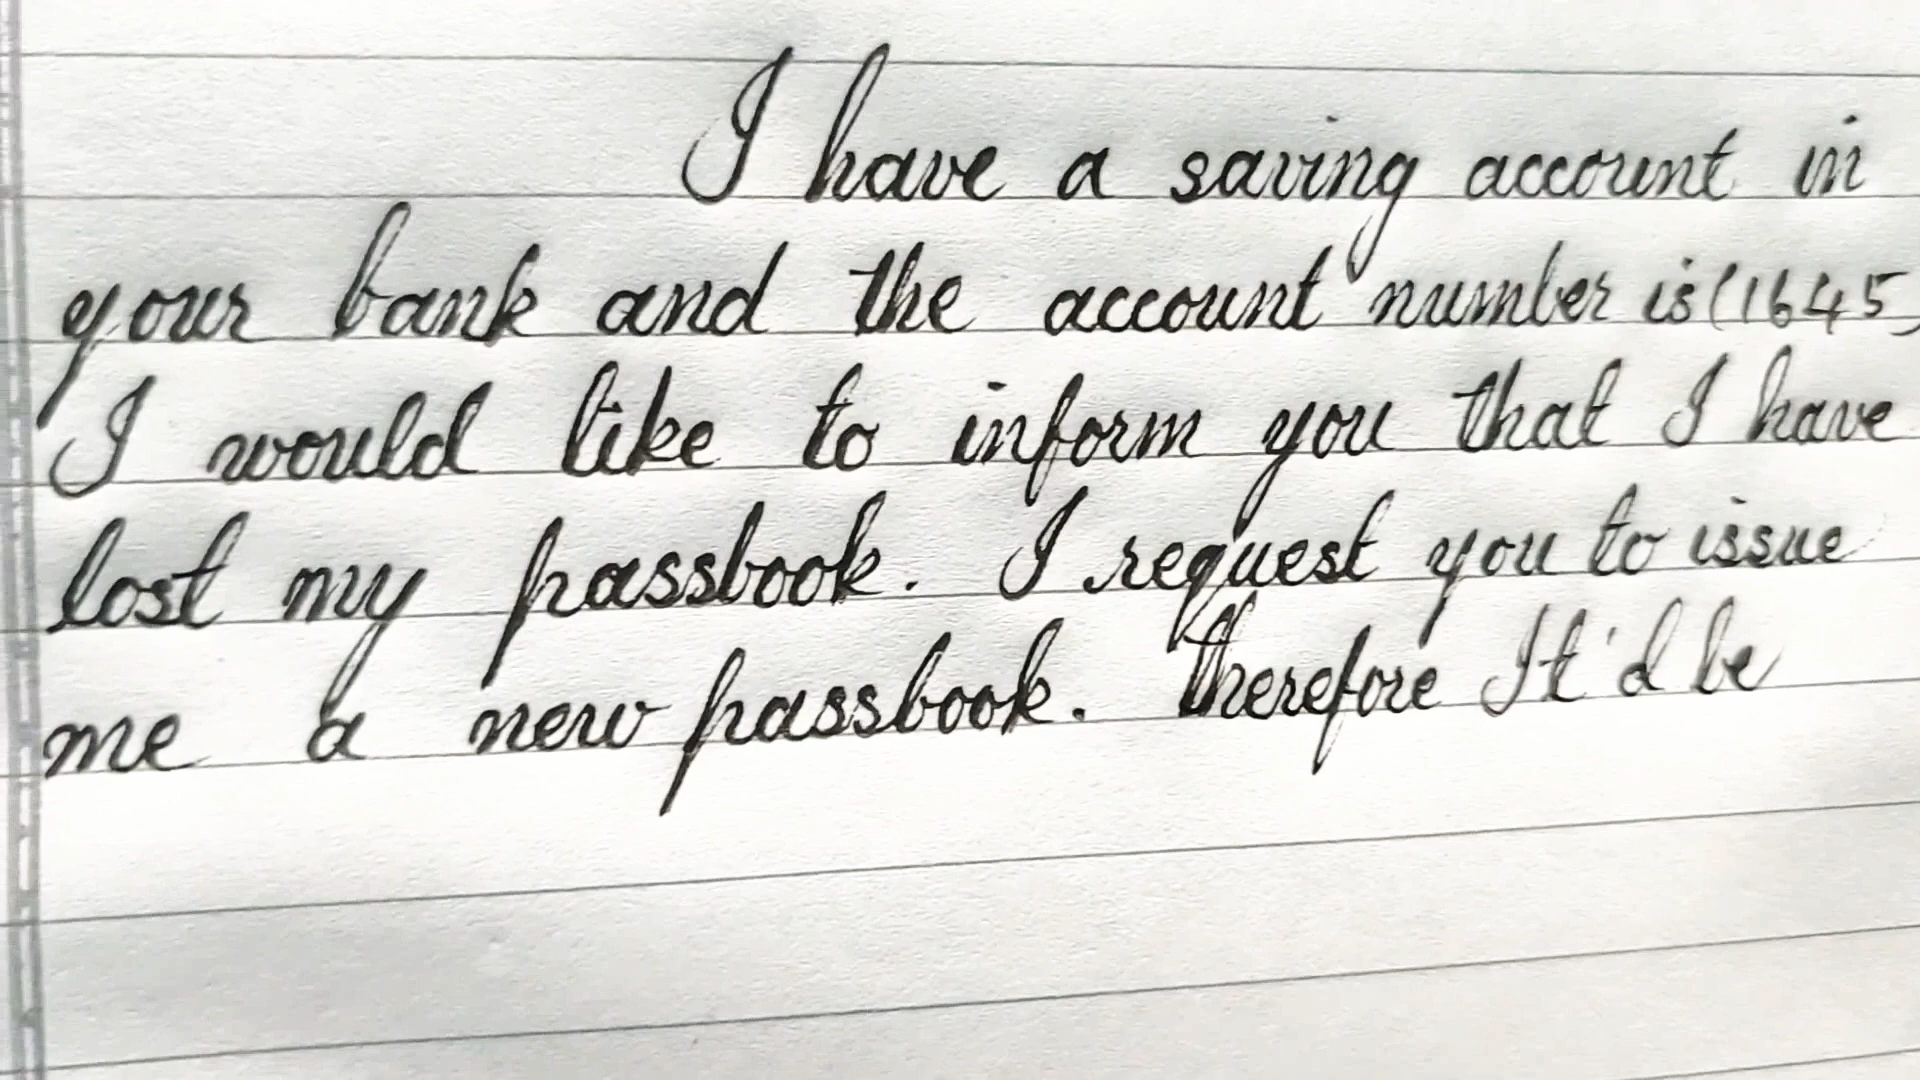 I have a saving account in
your bank and the account number is (1645)
I would like to inform you that I have
lost my passbook. I request you to issue
me a new passbook. Therefore It'd be